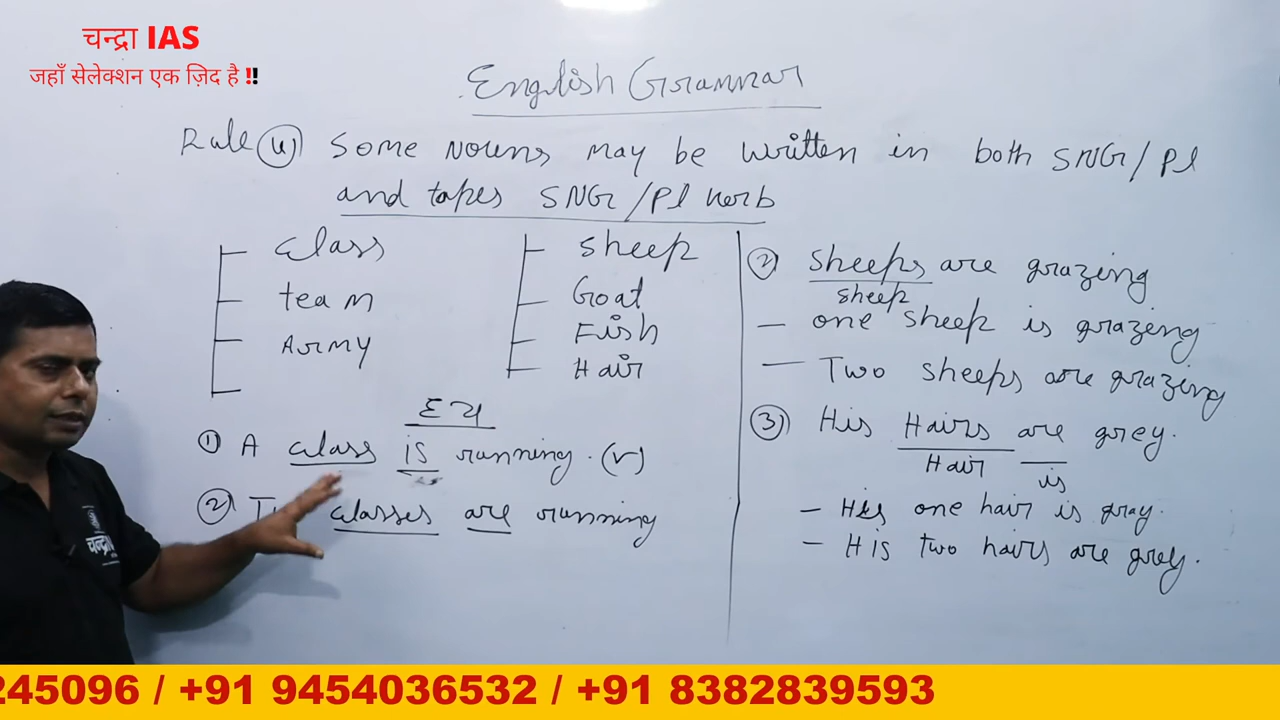 चन्द्रा IAS
जहाँ सेलेक्शन एक ज़िद है !!
English Grammar
Rule (4) Some Nouns may be written in both SNGr/Pl
and takes SNGr/Pl verb
Class
team
Army
Sheep
Goat
Fish
Hair
Ex
① A class is running. (✓)
② classes are running
② Sheeps are grazing
sheep
— one sheep is grazing
— Two sheeps are grazing
③ His Hairs are grey.
Hair is
- His one hair is gray.
- His two hairs are grey.
चन्द्रा
245096 / +91 9454036532 / +91 8382839593